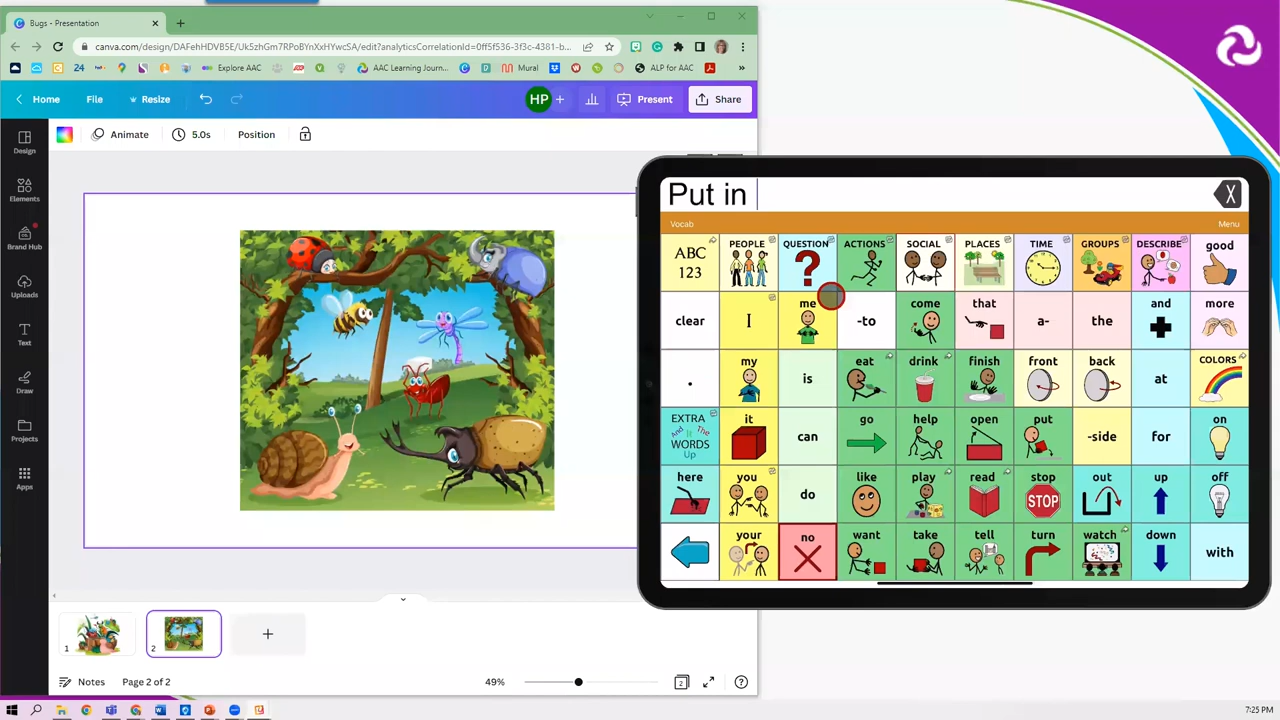 Bugs - Presentation
canva.com/design/DAFehHDVB5E/Uk5zhGm7RPoBYnXxHYwcSA/edit?analyticsCorrelationId=0ff5f536-3f3c-4381-b...
24
Explore AAC
AAC Learning Journ...
Mural
ALP for AAC
»
Home File Resize HP + Present Share
Animate 5.0s Position
Design
Elements
Brand Hub
Uploads
Text
Draw
Projects
Apps
Put in
X
Vocab Menu
ABC 123 PEOPLE QUESTION ACTIONS SOCIAL PLACES TIME GROUPS DESCRIBE good
clear I me -to come that a- the and more
. my is eat drink finish front back at COLORS
EXTRA WORDS it can go help open put -side for on
And It The Up
here you do like play read stop out up off
STOP
your no want take tell turn watch down with
1 2 +
Notes Page 2 of 2 49% 2 ?
7:25 PM